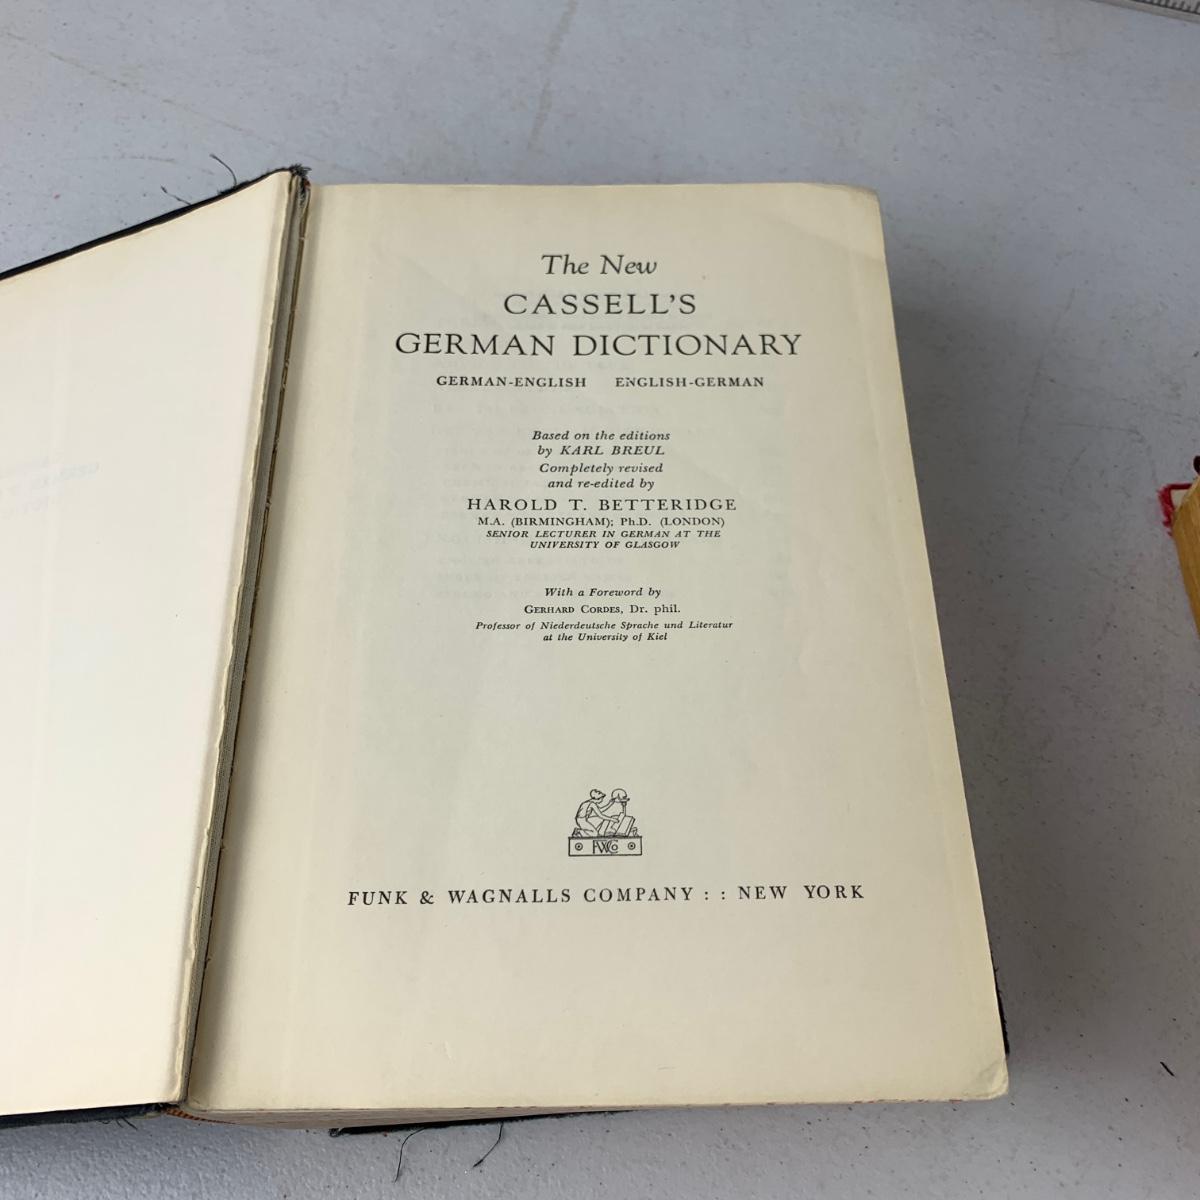 The New
CASSELL'S
GERMAN DICTIONARY
GERMAN-ENGLISH ENGLISH-GERMAN
Based on the editions
by KARL BREUL
Completely revised
and re-edited by
HAROLD T. BETTERIDGE
M.A. (BIRMINGHAM); Ph.D. (LONDON)
SENIOR LECTURER IN GERMAN AT THE
UNIVERSITY OF GLASGOW
With a Foreword by
GERHARD CORDES, Dr. phil.
Professor of Niederdeutsche Sprache und Literatur
at the University of Kiel
FWCo
FUNK & WAGNALLS COMPANY : : NEW YORK